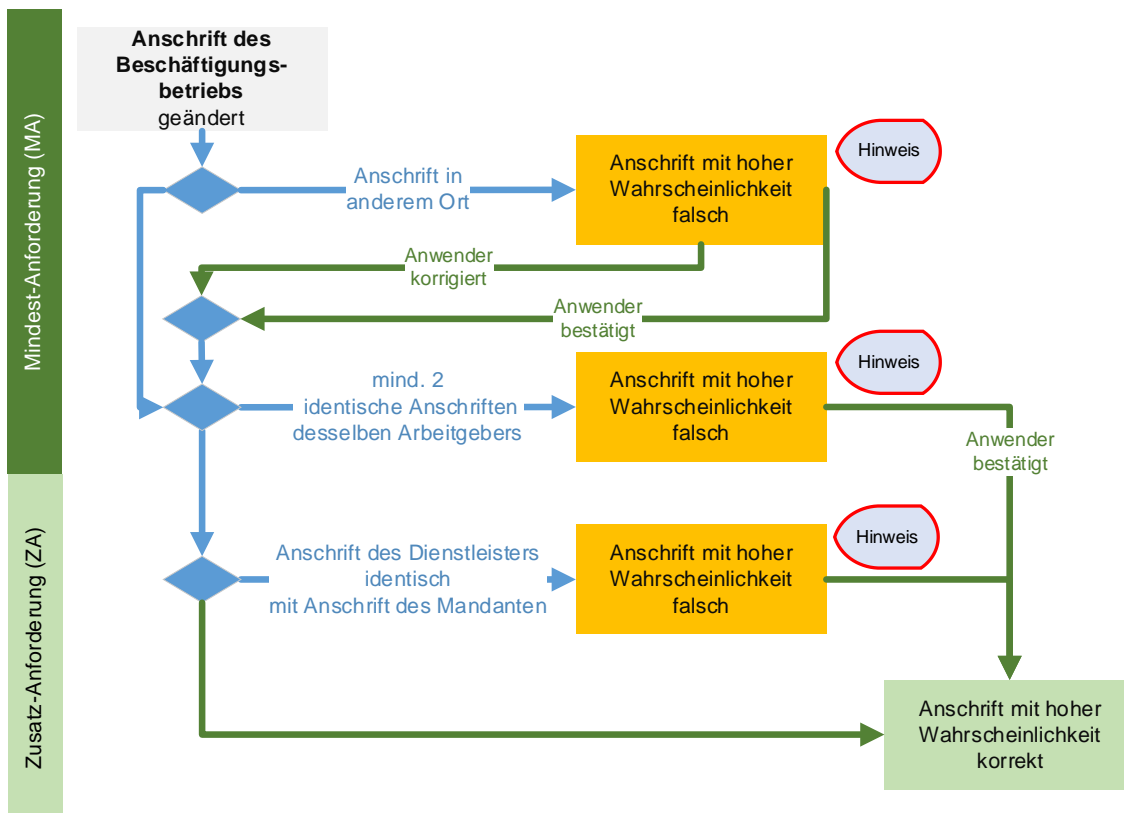 Mindest-Anforderung (MA)
Anschrift des
Beschäftigungs-
betriebs
geändert
Anschrift in
anderem Ort
Anschrift mit hoher
Wahrscheinlichkeit
falsch
Hinweis
Anwender
korrigiert
Anwender
bestätigt
mind. 2
identische Anschriften
desselben Arbeitgebers
Anschrift mit hoher
Wahrscheinlichkeit
falsch
Hinweis
Anwender
bestätigt
Zusatz-Anforderung (ZA)
Anschrift des Dienstleisters
identisch
mit Anschrift des Mandanten
Anschrift mit hoher
Wahrscheinlichkeit
falsch
Hinweis
Anschrift mit hoher
Wahrscheinlichkeit
korrekt